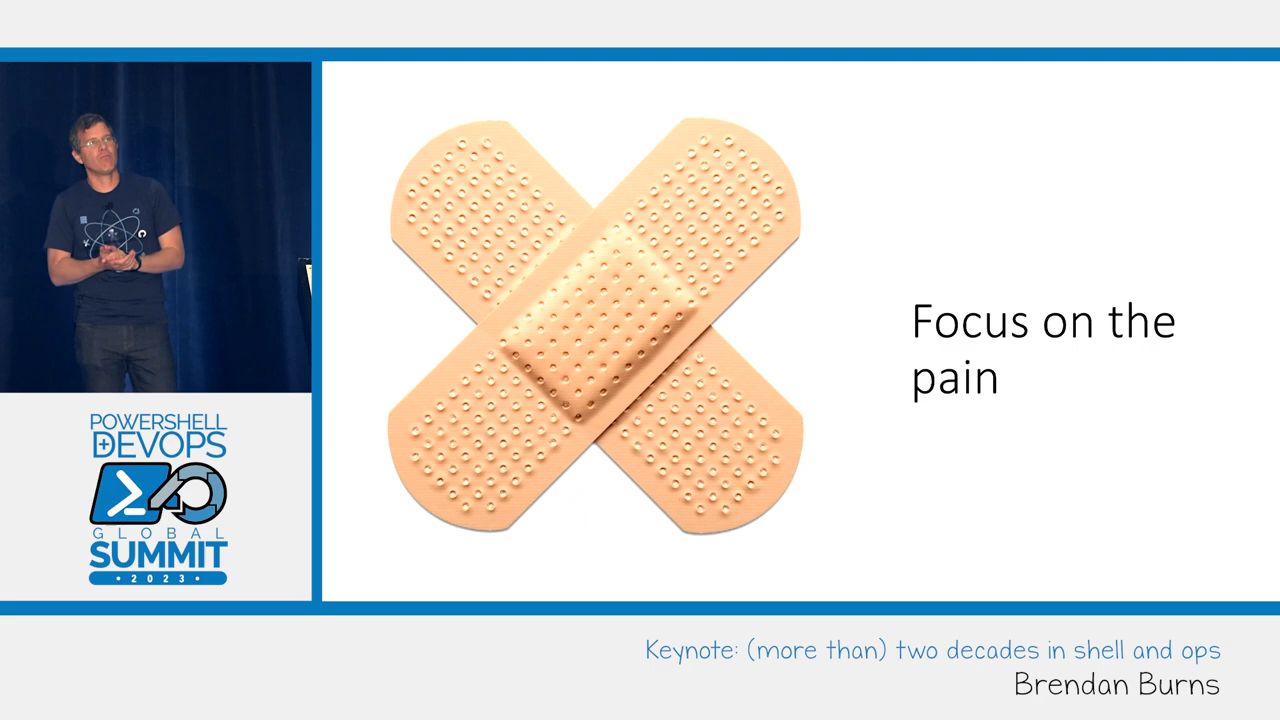 POWERSHELL
DEVOPS
GLOBAL
SUMMIT
• 2023 •
Focus on the
pain
Keynote: (more than) two decades in shell and ops
Brendan Burns